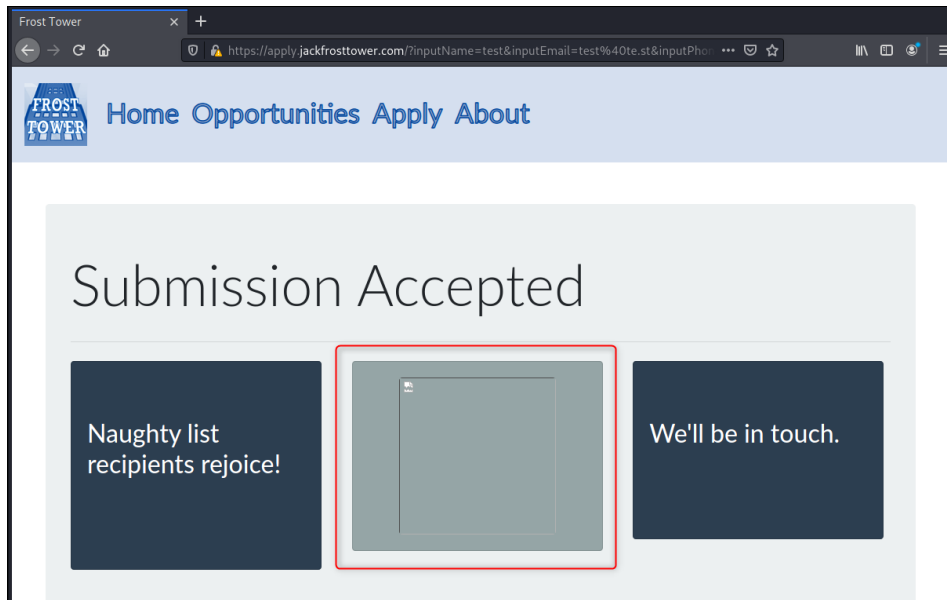 Frost Tower
https://apply.jackfrosttower.com/?inputName=test&inputEmail=test%40te.st&inputPhon
FROST
TOWER
Home Opportunities Apply About
Submission Accepted
Naughty list
recipients rejoice!
We'll be in touch.